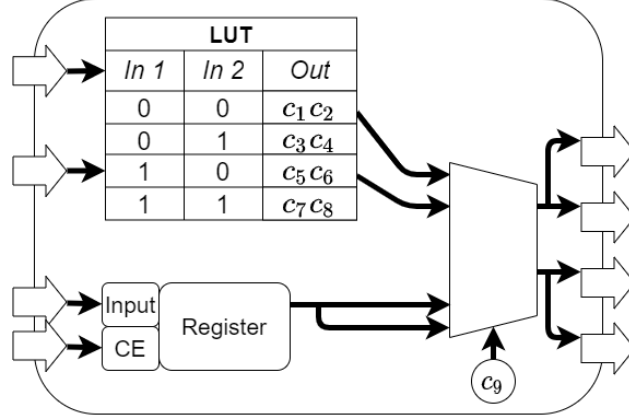 LUT
In 1 In 2 Out
0 0 c₁c₂
0 1 c₃c₄
1 0 c₅c₆
1 1 c₇c₈
Input
CE
Register
c₉